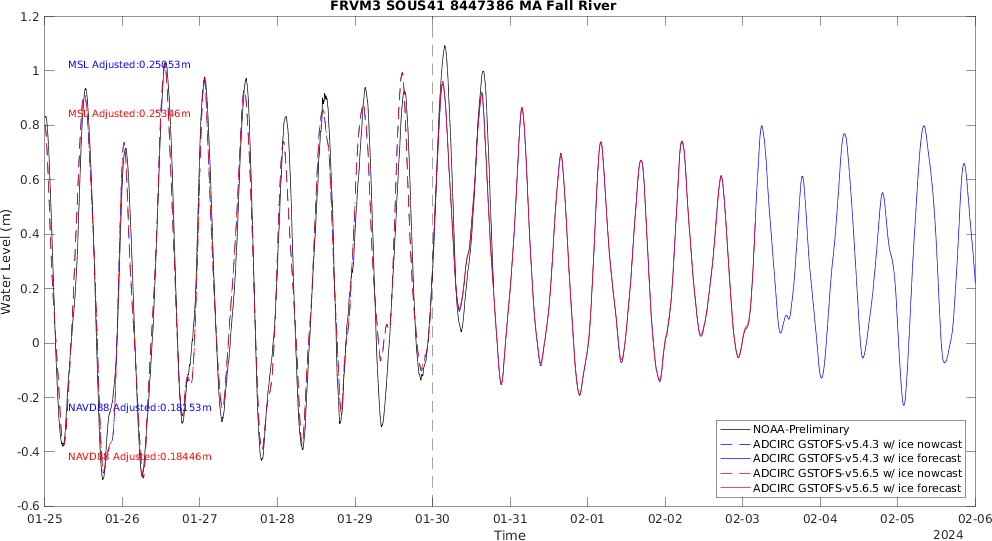 FRVM3 SOUS41 8447386 MA Fall River
1.2
1
0.8
0.6
0.4
0.2
0
-0.2
-0.4
-0.6
Water Level (m)
MSL Adjusted:0.25053m
MSL Adjusted:0.25346m
NAVD88 Adjusted:0.18153m
NAVD88 Adjusted:0.18446m
NOAA-Preliminary
ADCIRC GSTOFS-v5.4.3 w/ ice nowcast
ADCIRC GSTOFS-v5.4.3 w/ ice forecast
ADCIRC GSTOFS-v5.6.5 w/ ice nowcast
ADCIRC GSTOFS-v5.6.5 w/ ice forecast
01-25 01-26 01-27 01-28 01-29 01-30 01-31 02-01 02-02 02-03 02-04 02-05 02-06
Time
2024